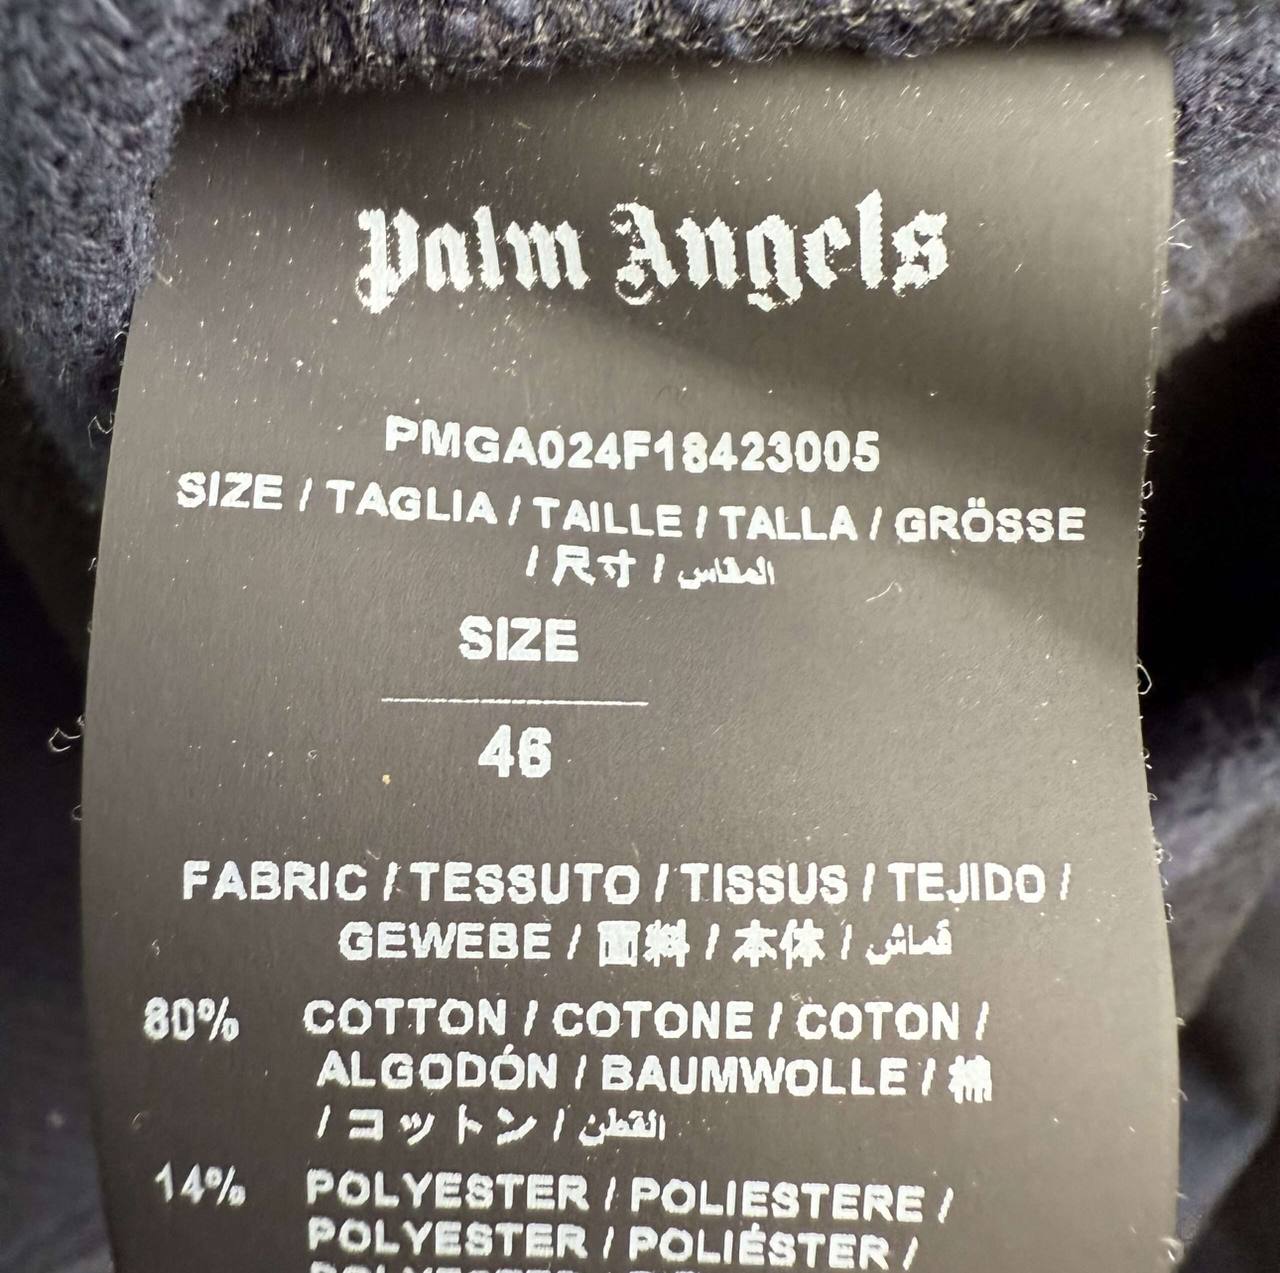 Palm Angels
PMGA024F18423005
SIZE / TAGLIA / TAILLE / TALLA / GRÖSSE
/ 尺寸 / المقاس
SIZE
46
FABRIC / TESSUTO / TISSUS / TEJIDO /
GEWEBE / 面料 / 本体 / قماش
80% COTTON / COTONE / COTON /
ALGODÓN / BAUMWOLLE / 棉
/ コットン / القطن
14% POLYESTER / POLIESTERE /
POLYESTER / POLIÉSTER /